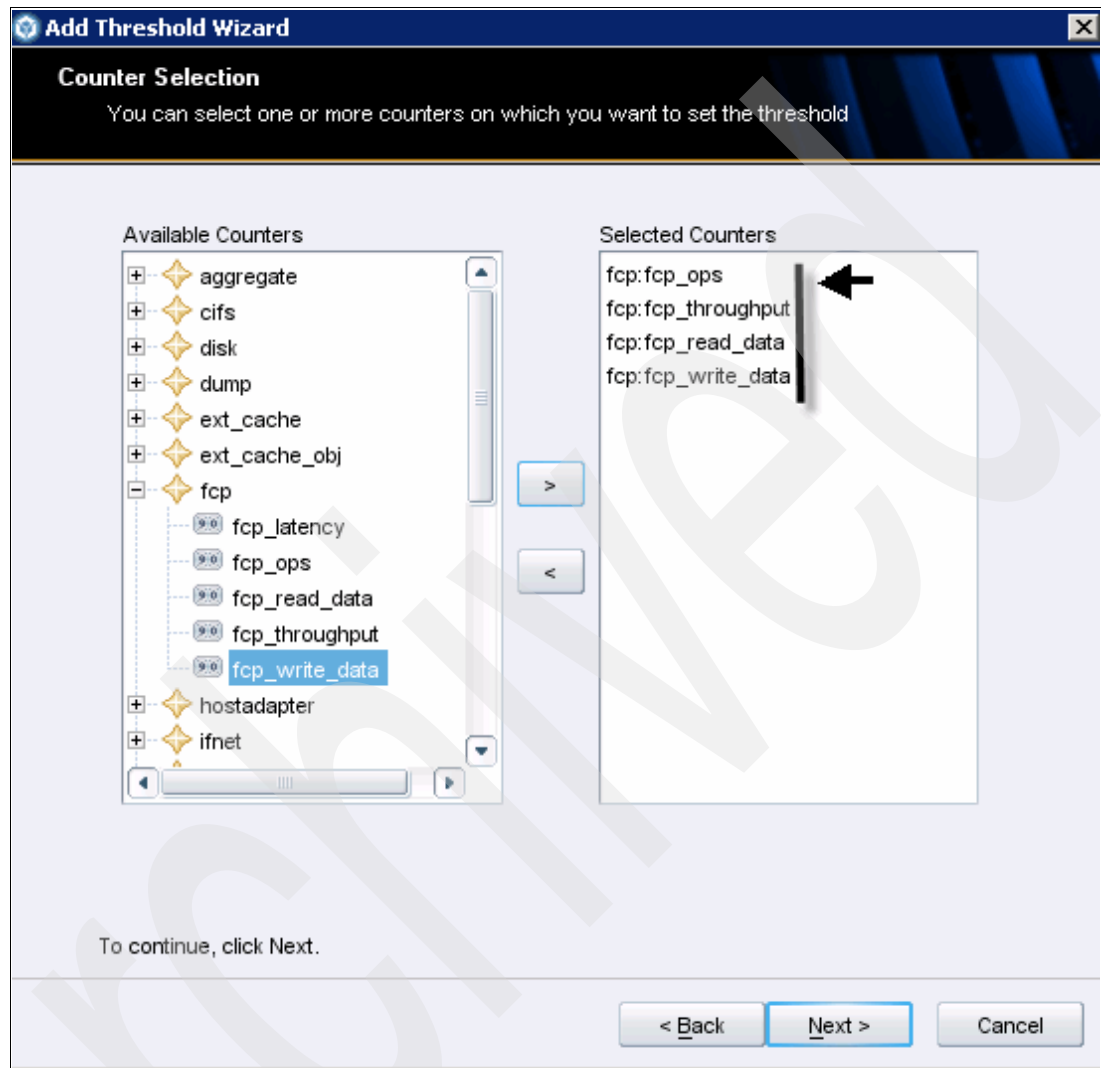 Add Threshold Wizard
Counter Selection
You can select one or more counters on which you want to set the threshold
Available Counters
aggregate
cifs
disk
dump
ext_cache
ext_cache_obj
fcp
fcp_latency
fcp_ops
fcp_read_data
fcp_throughput
fcp_write_data
hostadapter
ifnet
>
<
Selected Counters
fcp:fcp_ops
fcp:fcp_throughput
fcp:fcp_read_data
fcp:fcp_write_data
To continue, click Next.
< Back
Next >
Cancel